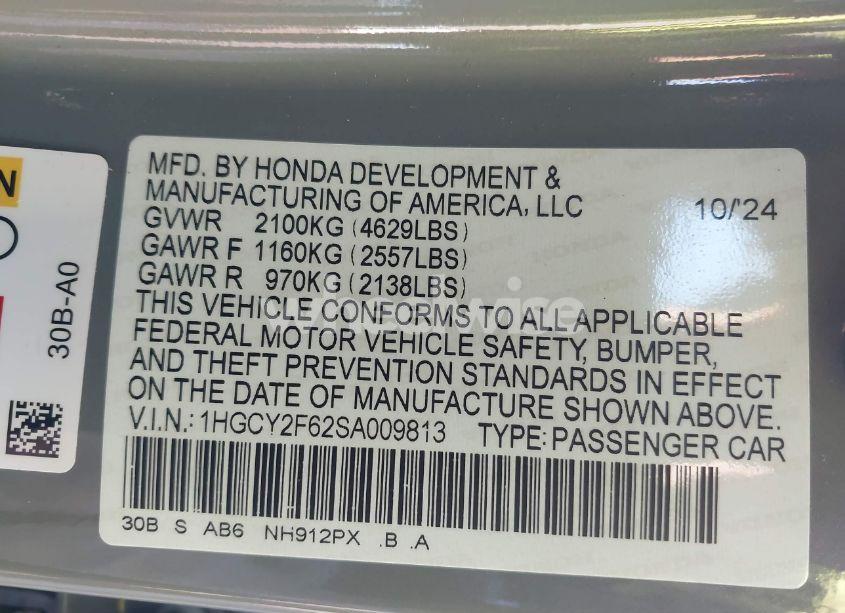 N
30B-A0
MFD. BY HONDA DEVELOPMENT &
MANUFACTURING OF AMERICA, LLC 10/'24
GVWR 2100KG (4629LBS)
GAWR F 1160KG (2557LBS)
GAWR R 970KG (2138LBS)
THIS VEHICLE CONFORMS TO ALL APPLICABLE
FEDERAL MOTOR VEHICLE SAFETY, BUMPER,
AND THEFT PREVENTION STANDARDS IN EFFECT
ON THE DATE OF MANUFACTURE SHOWN ABOVE.
V.I.N.: 1HGCY2F62SA009813 TYPE: PASSENGER CAR
30B S AB6 NH912PX .B .A